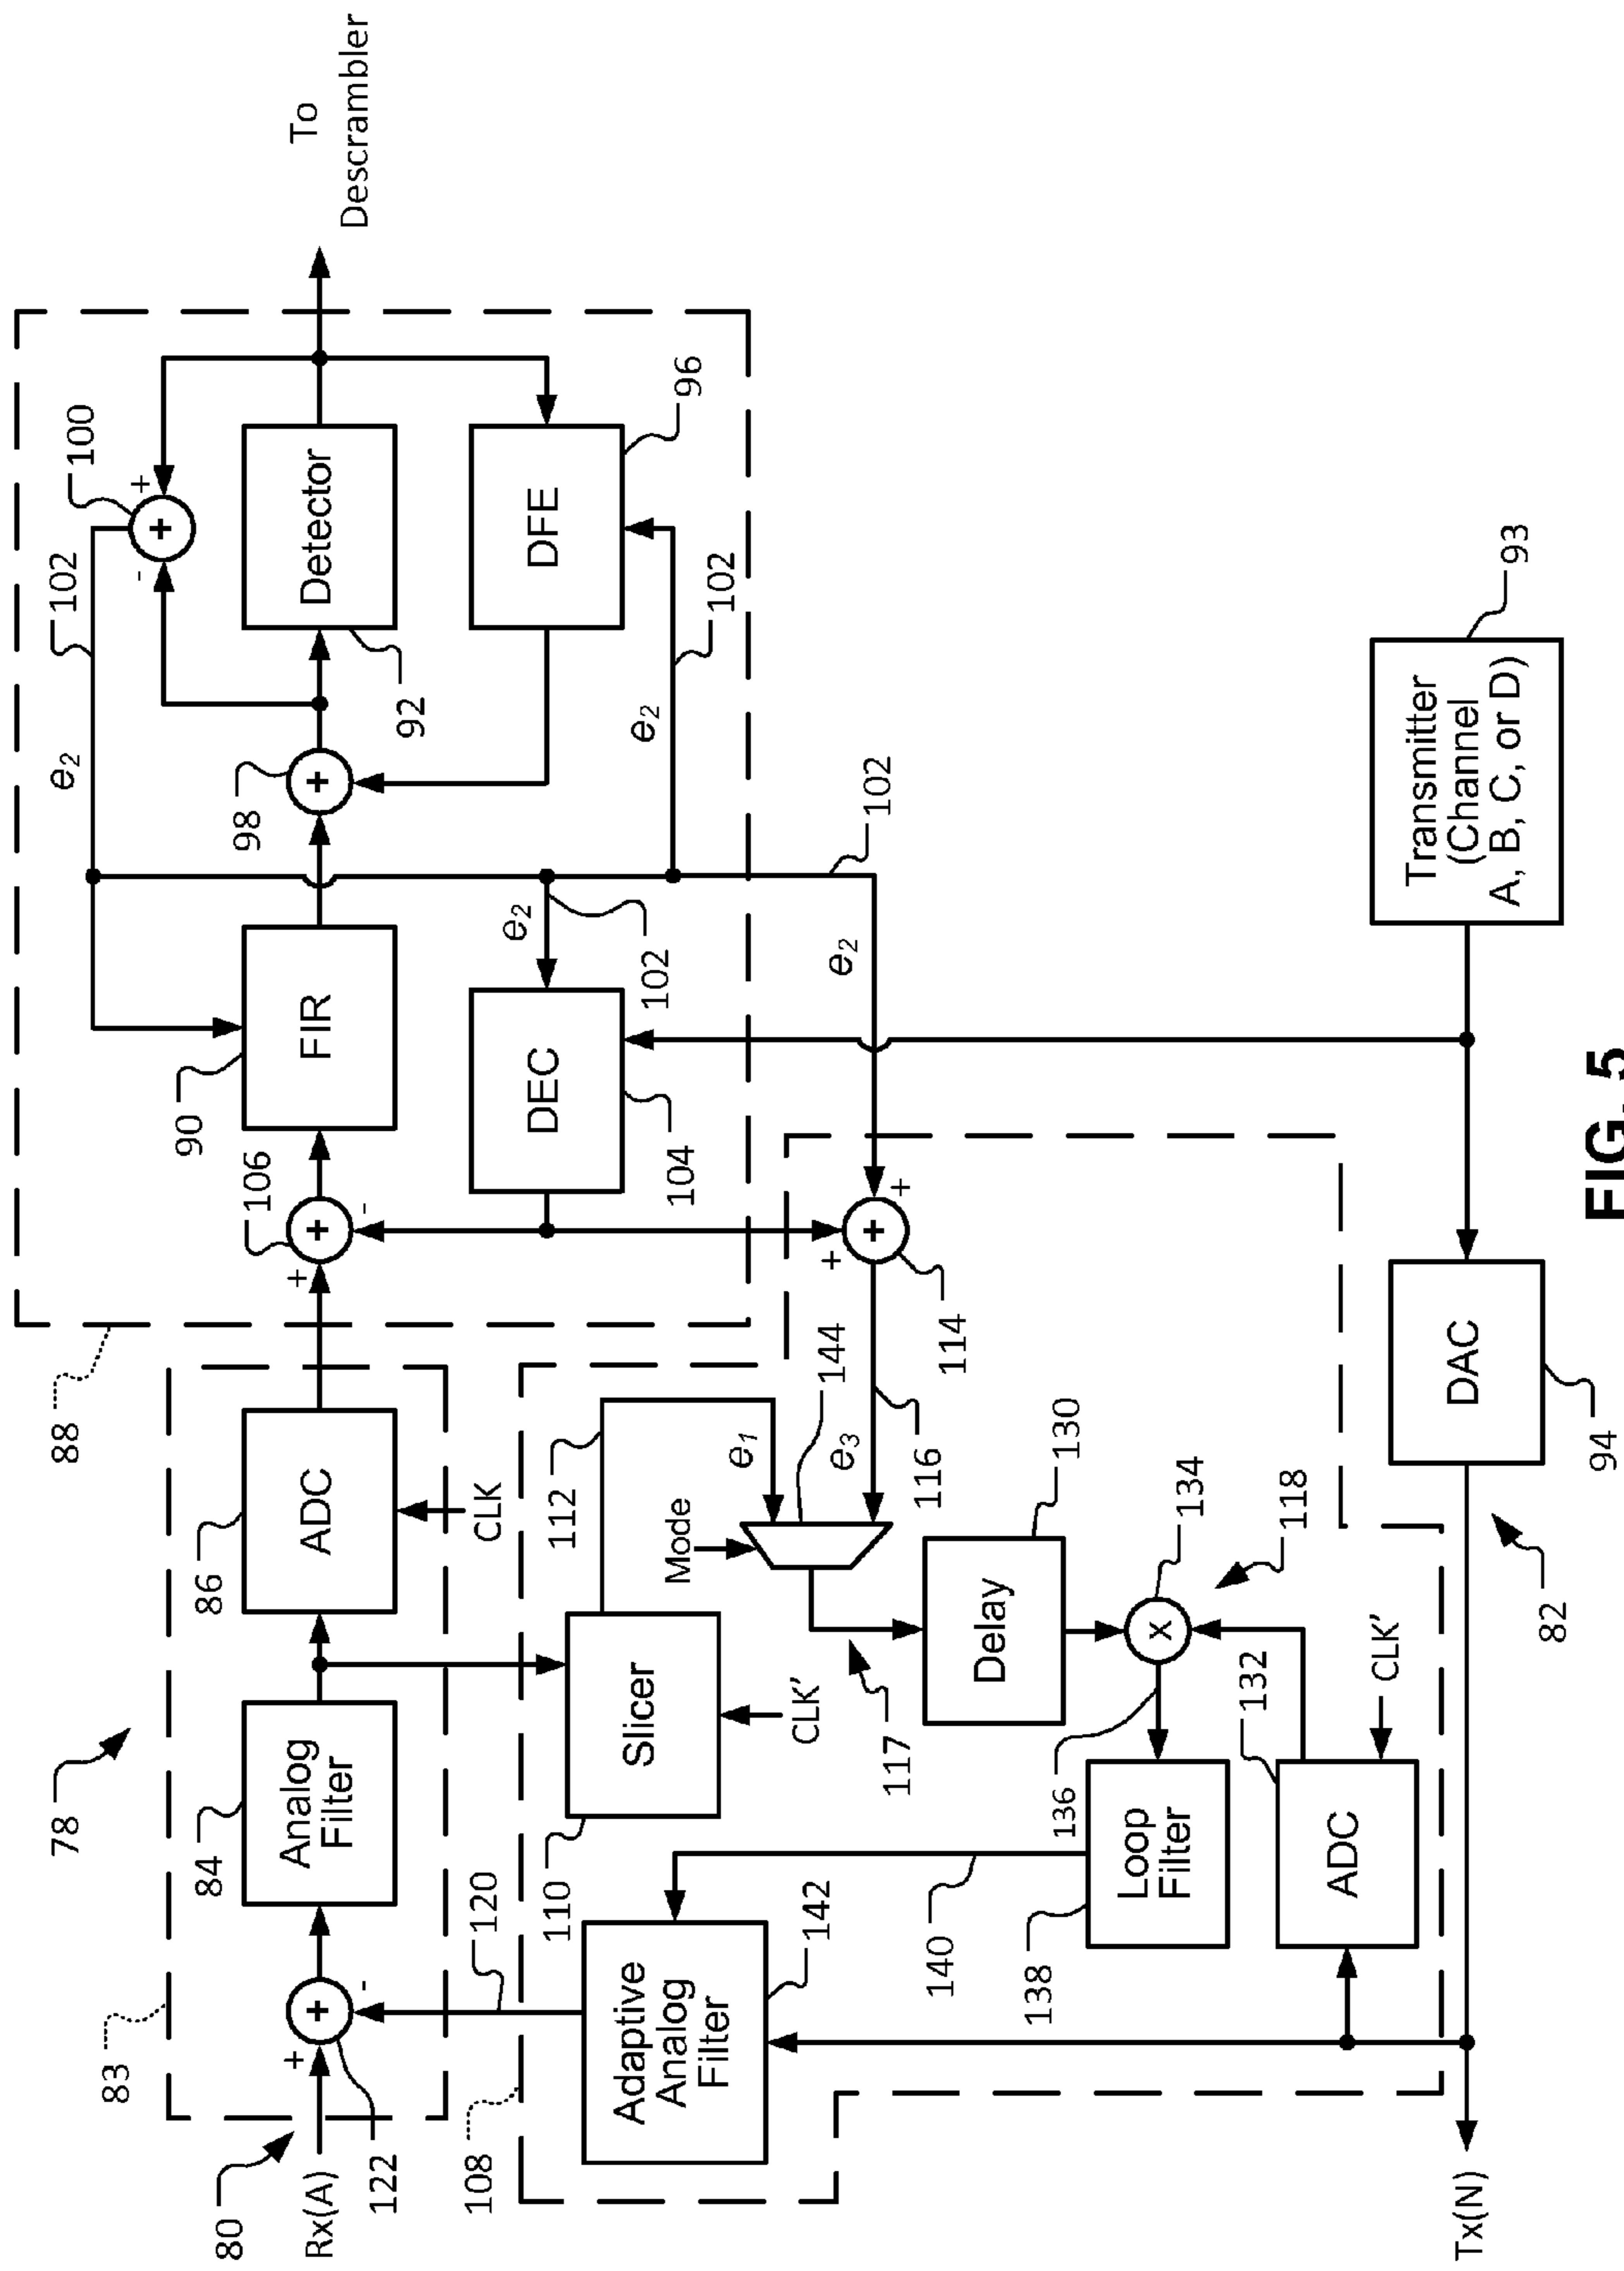 78
80
Rx(A)
+
+
-
122
83
84
Analog
Filter
86
ADC
CLK
88
+
+
-
106
90
FIR
98
+
92
Detector
100
+
+
-
102
e2
To
Descrambler
DFE
96
e2
102
DEC
104
e2
102
e2
102
108
120
110
Slicer
CLK'
112
e1
Mode
144
e3
116
+
+
+
114
117
Delay
130
x
134
118
136
Loop
Filter
138
140
Adaptive
Analog
Filter
142
132
ADC
CLK'
82
DAC
94
Transmitter
(Channel
A, B, C, or D)
93
Tx(N)
FIG. 5